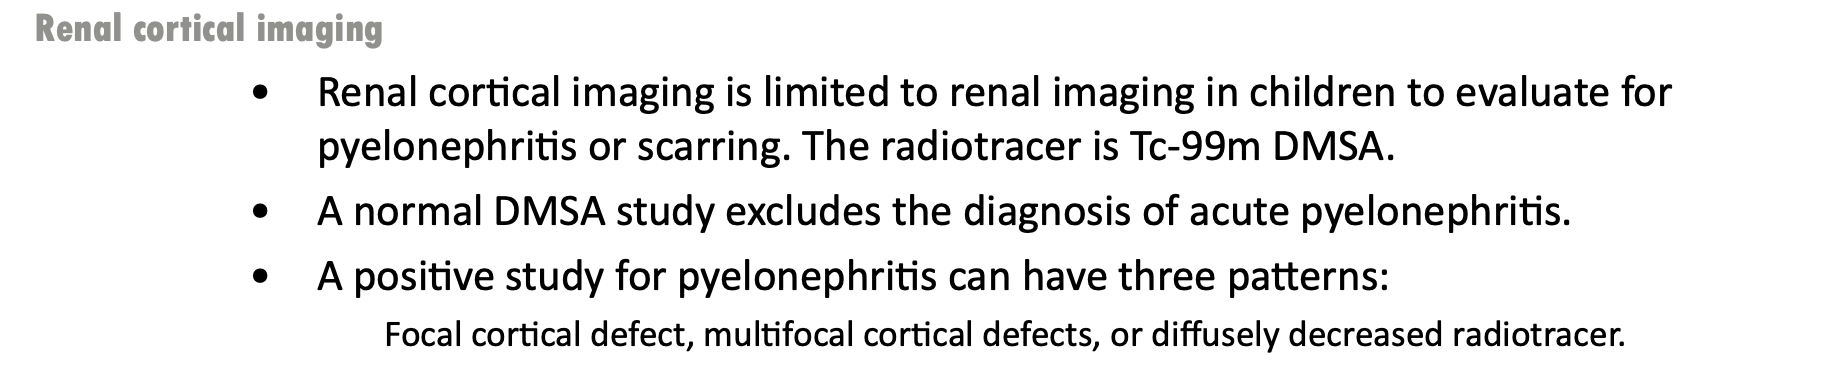 Renal cortical imaging
• Renal cortical imaging is limited to renal imaging in children to evaluate for
pyelonephritis or scarring. The radiotracer is Tc-99m DMSA.
• A normal DMSA study excludes the diagnosis of acute pyelonephritis.
• A positive study for pyelonephritis can have three patterns:
Focal cortical defect, multifocal cortical defects, or diffusely decreased radiotracer.